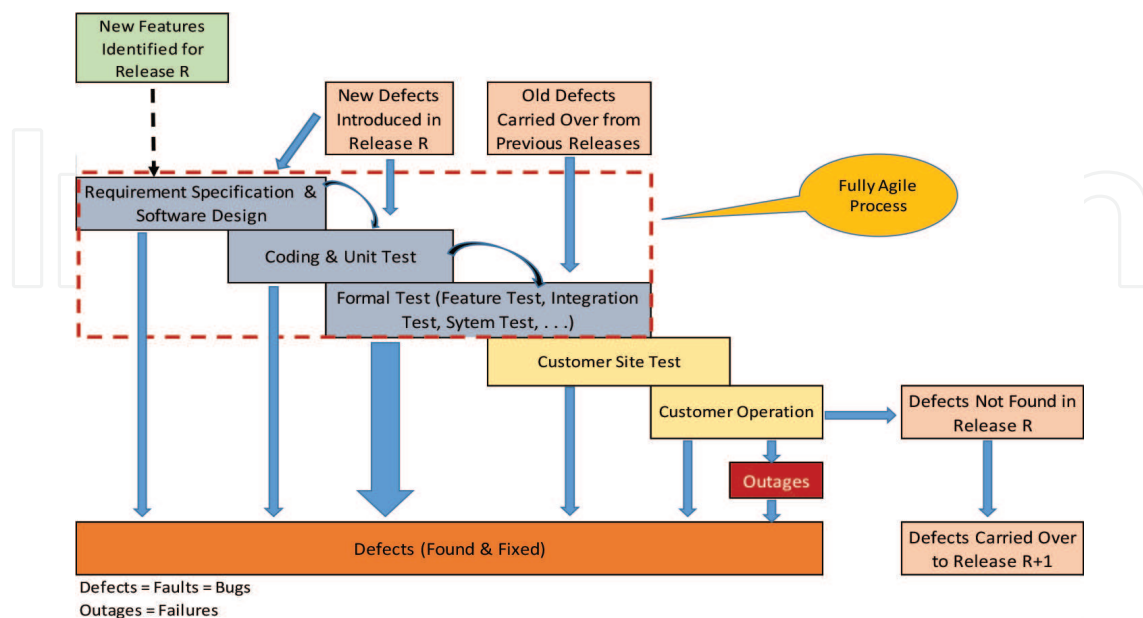 New Features
Identified for
Release R
New Defects
Introduced in
Release R
Old Defects
Carried Over from
Previous Releases
Fully Agile
Process
Requirement Specification &
Software Design
Coding & Unit Test
Formal Test (Feature Test, Integration
Test, Sytem Test, . . .)
Customer Site Test
Customer Operation
Defects Not Found in
Release R
Outages
Defects (Found & Fixed)
Defects Carried Over
to Release R+1
Defects = Faults = Bugs
Outages = Failures